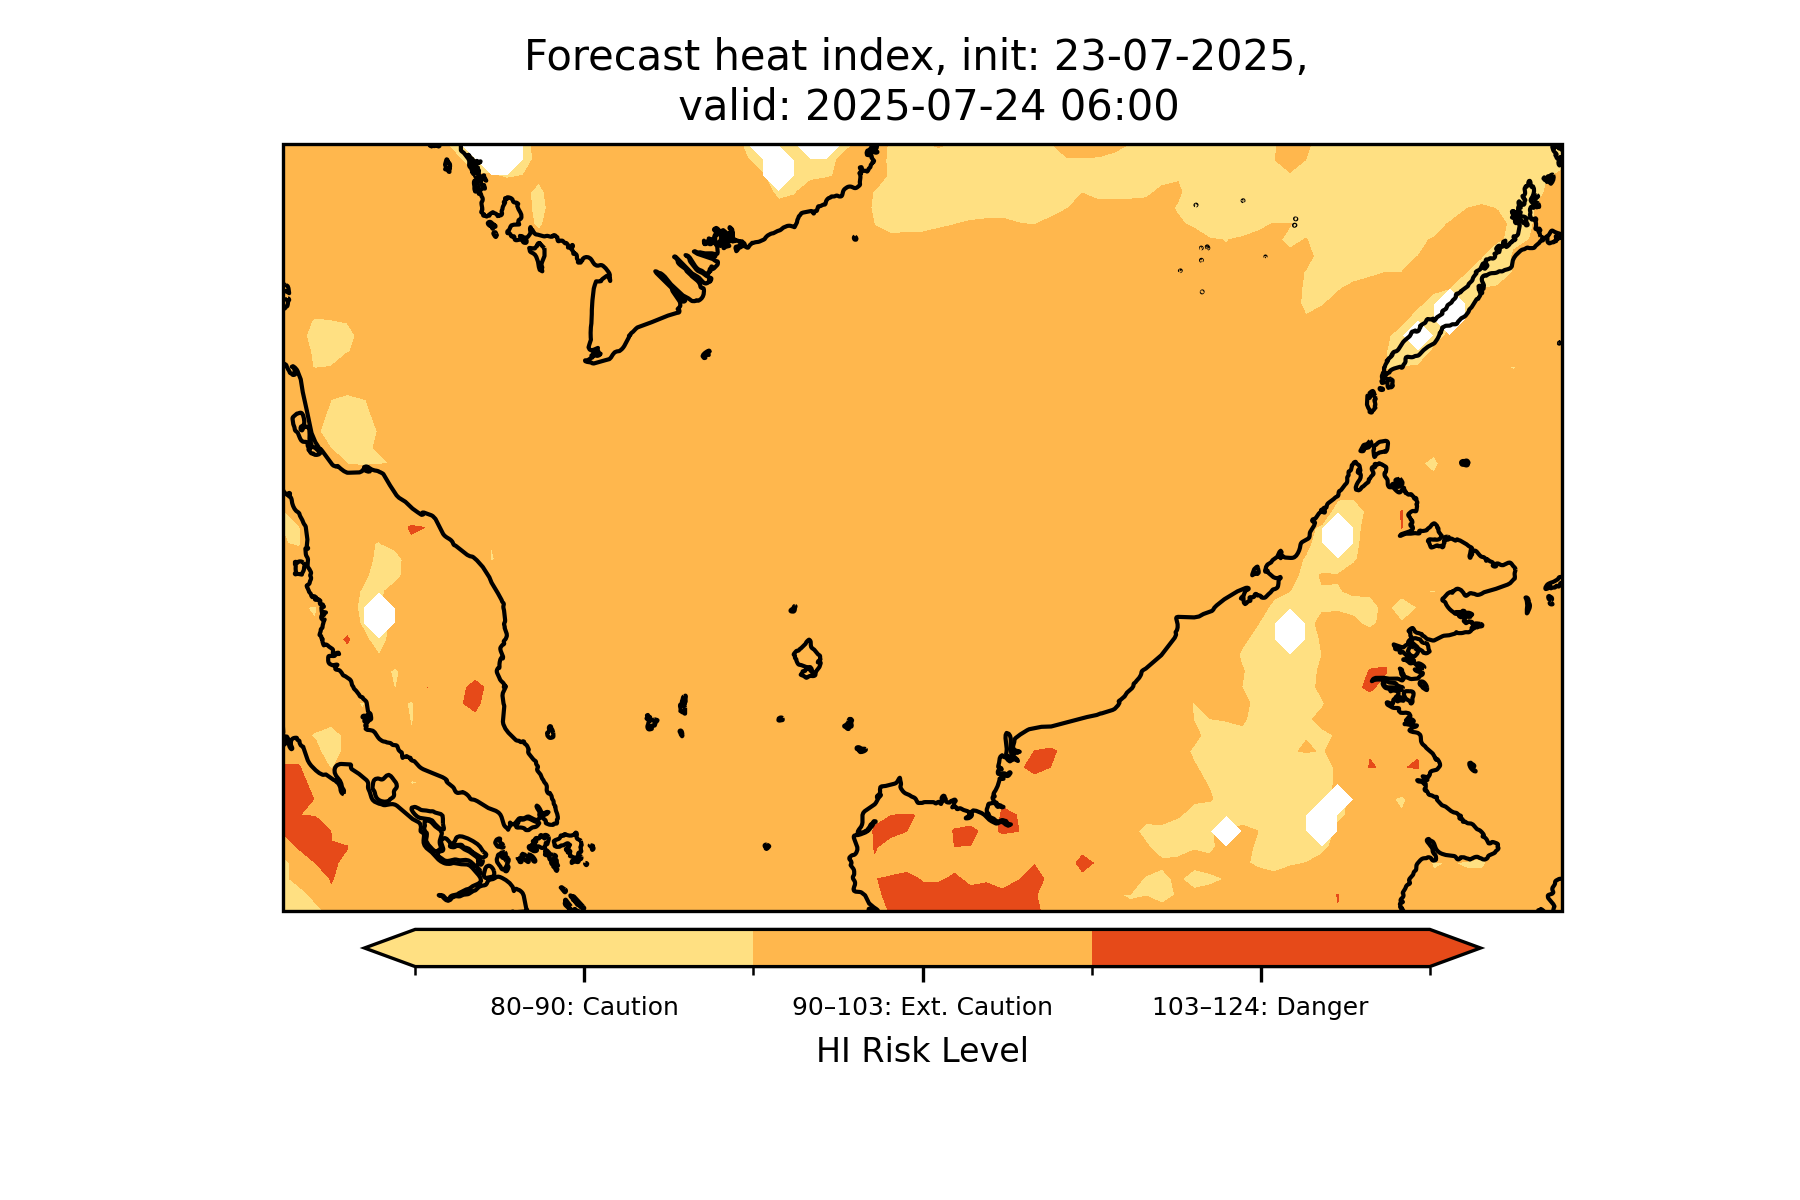 Forecast heat index, init: 23-07-2025,
valid: 2025-07-24 06:00
80–90: Caution
90–103: Ext. Caution
103–124: Danger
HI Risk Level